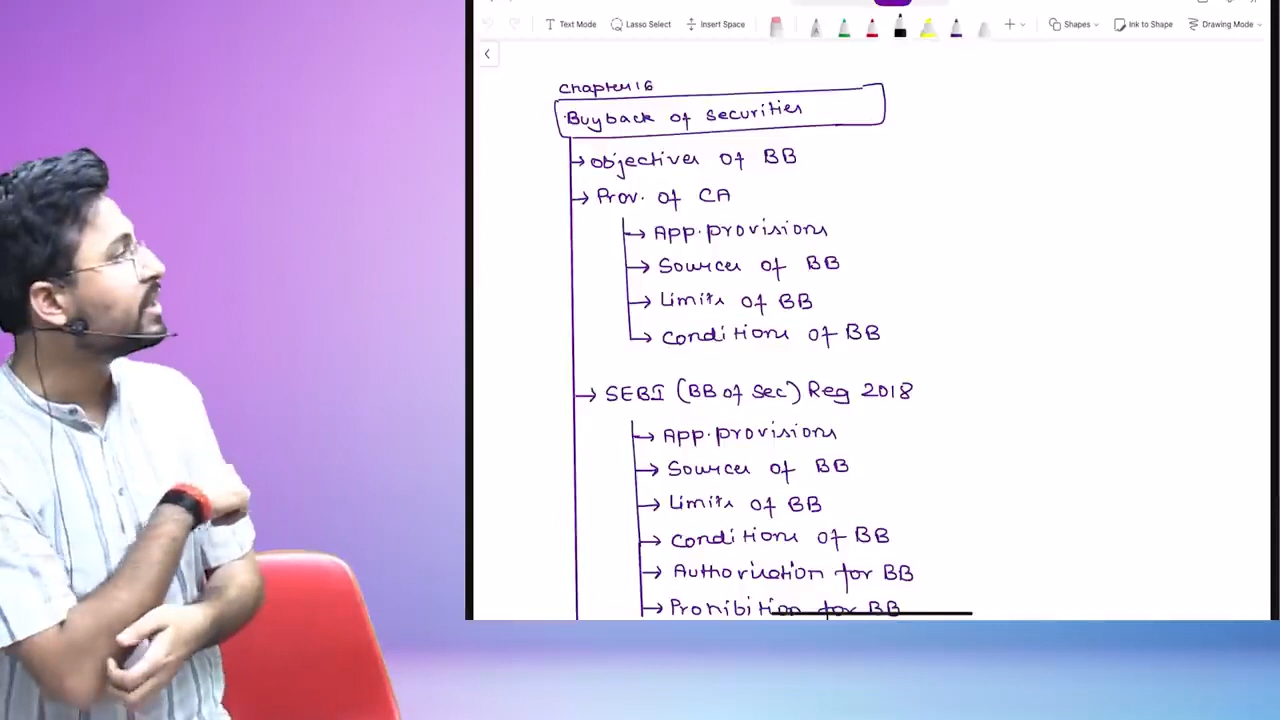 Text Mode Lasso Select Insert Space Shapes Ink to Shape Drawing Mode
Chapter 16
Buyback of securities
→ objectives of BB
→ Prov. of CA
→ App. provisions
→ Sources of BB
→ Limits of BB
→ conditions of BB
→ SEBI (BB of Sec) Reg 2018
→ App. provisions
→ Sources of BB
→ Limits of BB
→ conditions of BB
→ Authorisation for BB
→ Prohibition for BB